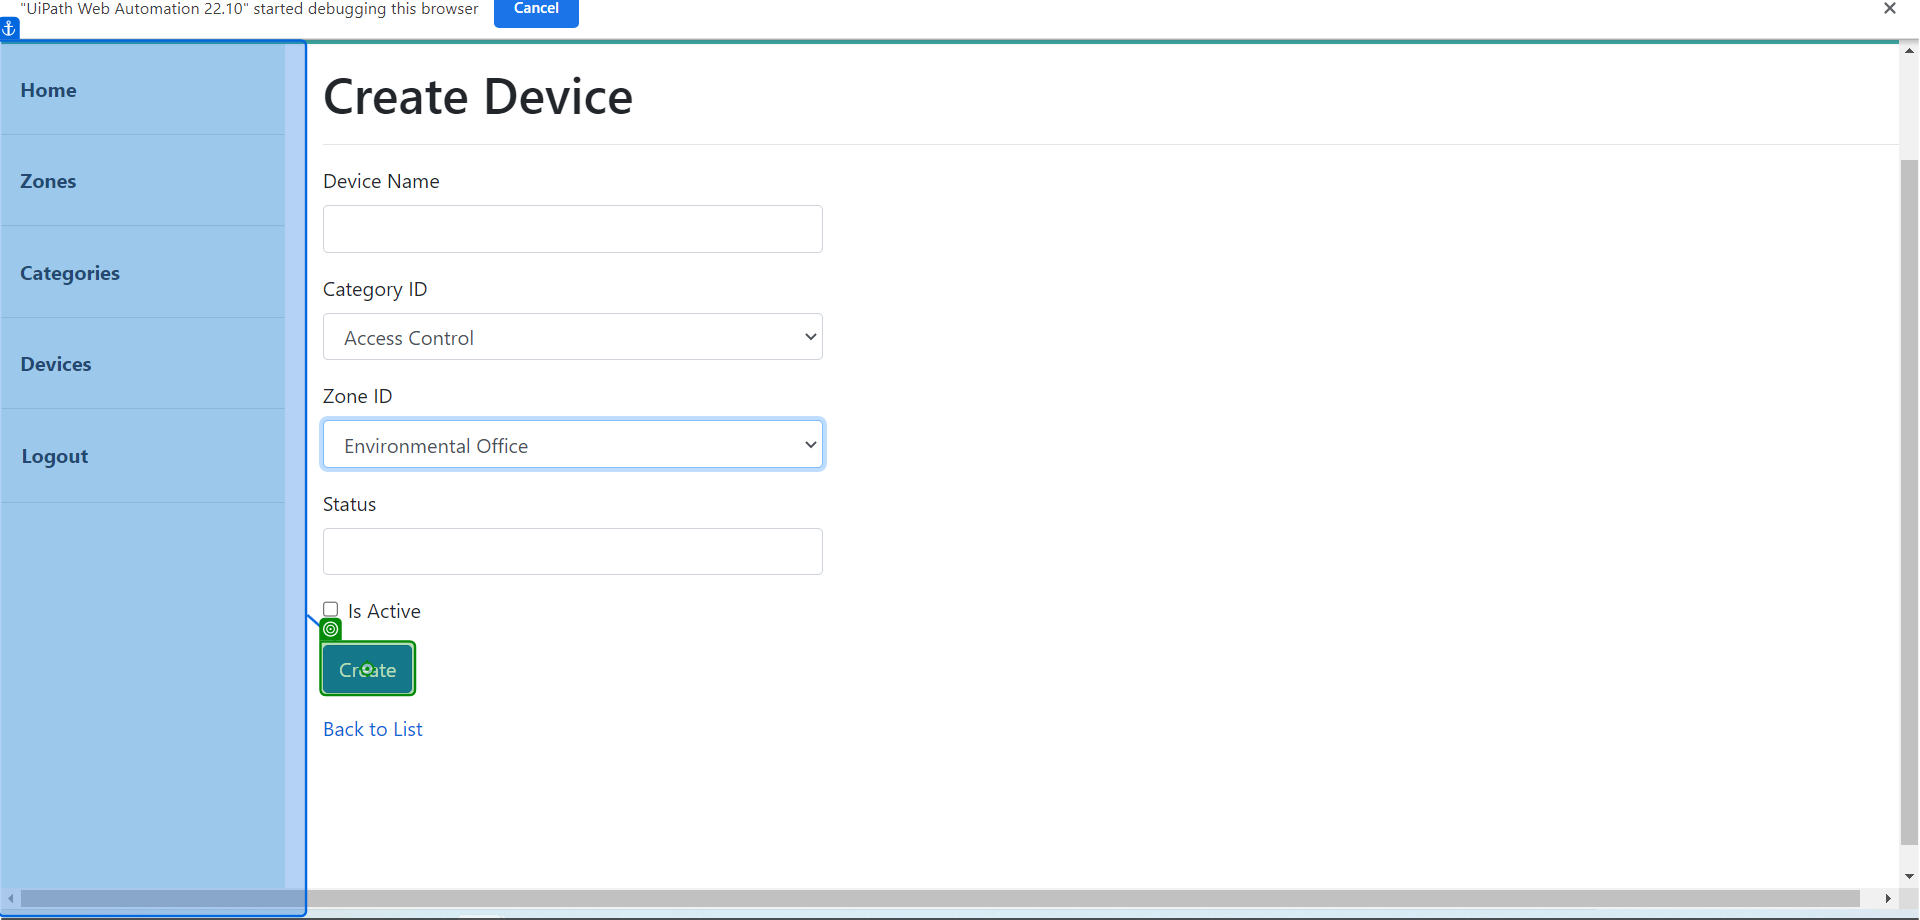 "UiPath Web Automation 22.10" started debugging this browser
Cancel
Home
Zones
Categories
Devices
Logout
Create Device
Device Name
Category ID
Access Control
Zone ID
Environmental Office
Status
Is Active
Create
Back to List